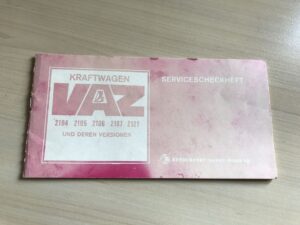 KRAFTWAGEN
VAZ
2104 2105 2106 2107 2121
UND DEREN VERSIONEN
SERVICESCHECKHEFT